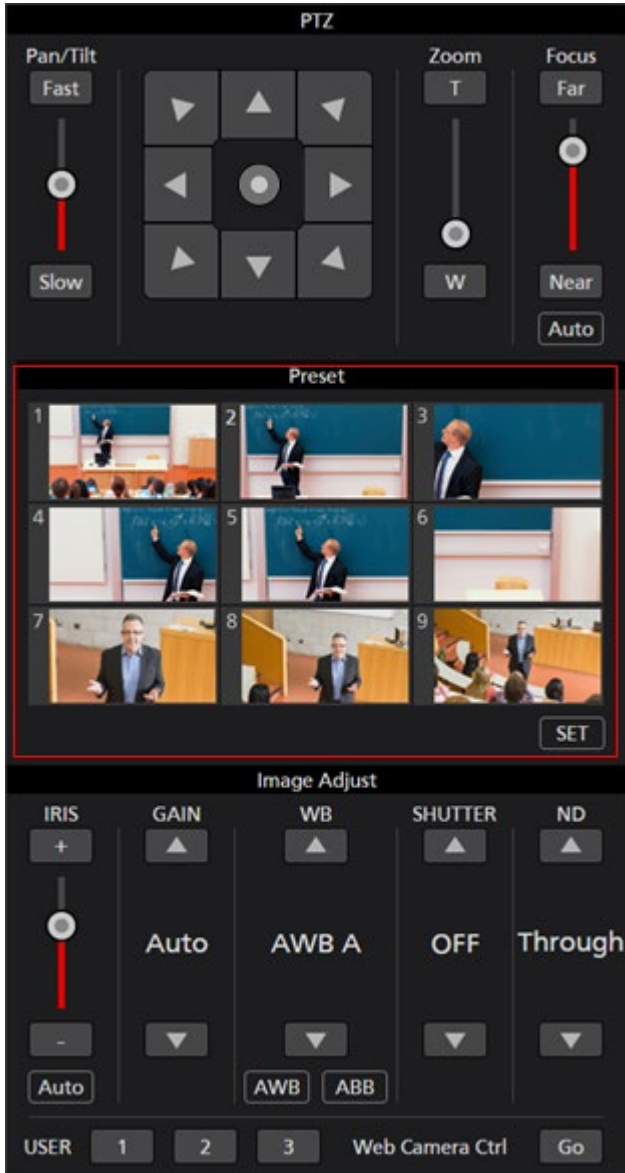 PTZ
Pan/Tilt Zoom Focus
Fast T Far
Slow W Near
Auto
Preset
1 2 3
4 5 6
7 8 9
SET
Image Adjust
IRIS GAIN WB SHUTTER ND
+
Auto AWB A OFF Through
-
Auto AWB ABB
USER 1 2 3 Web Camera Ctrl Go